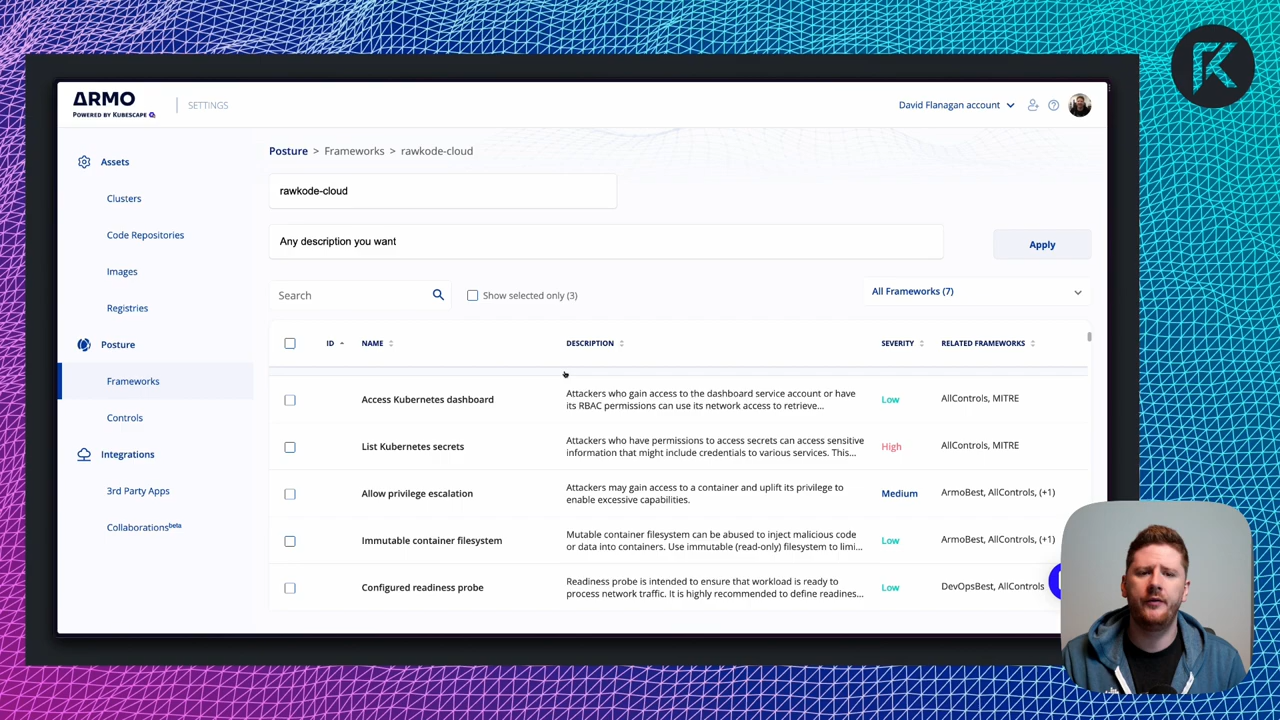 ARMO
POWERED BY KUBESCAPE
SETTINGS
David Flanagan account
Assets
Clusters
Code Repositories
Images
Registries
Posture
Frameworks
Controls
Integrations
3rd Party Apps
Collaborationsbeta
Posture > Frameworks > rawkode-cloud
rawkode-cloud
Any description you want
Apply
Search
Show selected only (3)
All Frameworks (7)
ID NAME DESCRIPTION SEVERITY RELATED FRAMEWORKS
Access Kubernetes dashboard
Attackers who gain access to the dashboard service account or have
its RBAC permissions can use its network access to retrieve...
Low
AllControls, MITRE
List Kubernetes secrets
Attackers who have permissions to access secrets can access sensitive
information that might include credentials to various services. This...
High
AllControls, MITRE
Allow privilege escalation
Attackers may gain access to a container and uplift its privilege to
enable excessive capabilities.
Medium
ArmoBest, AllControls, (+1)
Immutable container filesystem
Mutable container filesystem can be abused to inject malicious code
or data into containers. Use immutable (read-only) filesystem to limi...
Low
ArmoBest, AllControls, (+1)
Configured readiness probe
Readiness probe is intended to ensure that workload is ready to
process network traffic. It is highly recommended to define readines...
Low
DevOpsBest, AllControls